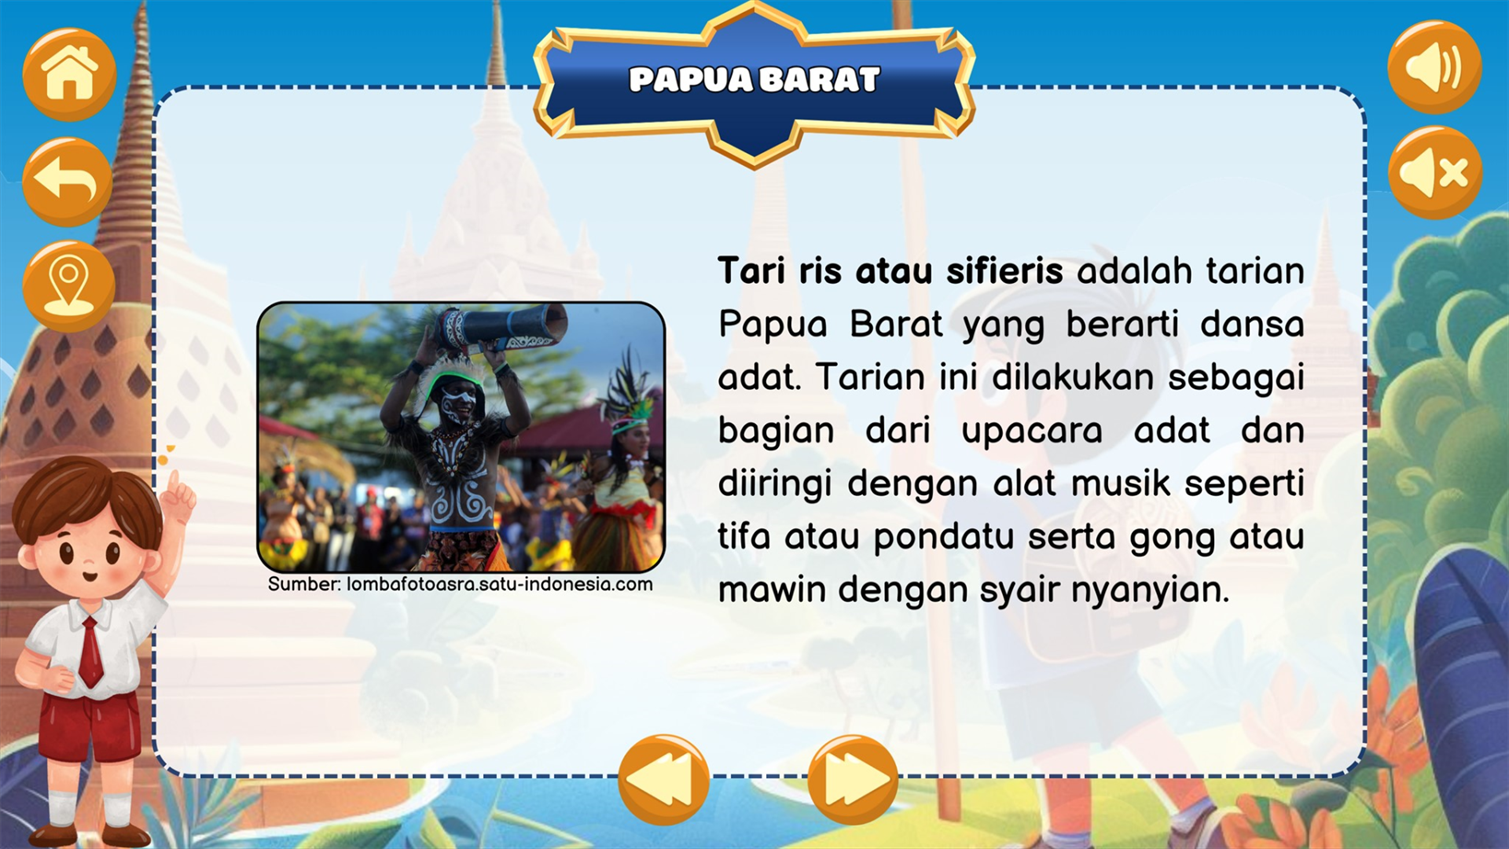 PAPUA BARAT
Tari ris atau sifieris adalah tarian
Papua Barat yang berarti dansa
adat. Tarian ini dilakukan sebagai
bagian dari upacara adat dan
diiringi dengan alat musik seperti
tifa atau pondatu serta gong atau
mawin dengan syair nyanyian.
Sumber: lombafotoasra.satu-indonesia.com